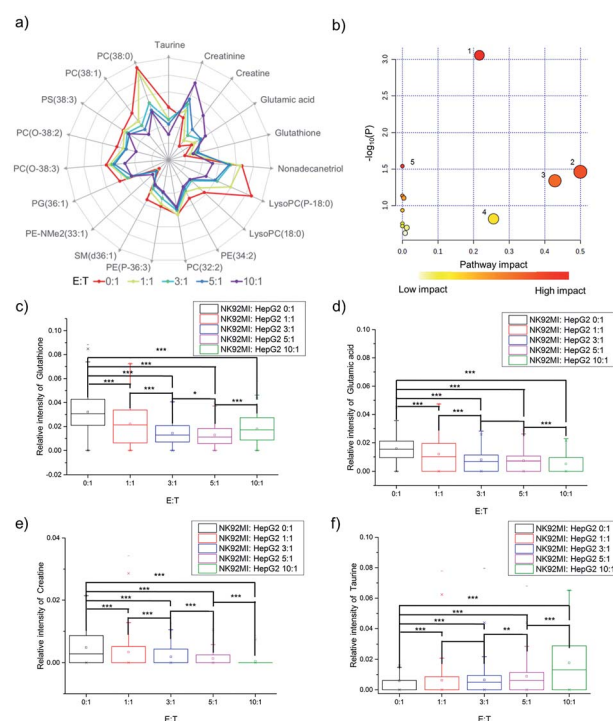 a)
Taurine
Creatinine
Creatine
Glutamic acid
Glutathione
Nonadecanetriol
LysoPC(P-18:0)
LysoPC(18:0)
PE(34:2)
PC(32:2)
PE(P-36:3)
SM(d36:1)
PE-NMe2(33:1)
PG(36:1)
PC(O-38:3)
PC(O-38:2)
PS(38:3)
PC(38:1)
PC(38:0)
E:T 0:1 1:1 3:1 5:1 10:1
b)
-log10(P)
3.0
2.5
2.0
1.5
1.0
1
2
3
4
5
0.0 0.1 0.2 0.3 0.4 0.5
Pathway impact
Low impact High impact
c)
Relative intensity of Glutathione
0.10
0.08
0.06
0.04
0.02
0.00
-0.02
NK92MI: HepG2 0:1
NK92MI: HepG2 1:1
NK92MI: HepG2 3:1
NK92MI: HepG2 5:1
NK92MI: HepG2 10:1
***
***
***
***
***
*
***
0:1 1:1 3:1 5:1 10:1
E:T
d)
Relative intensity of Glutamic acid
0.10
0.08
0.06
0.04
0.02
0.00
NK92MI: HepG2 0:1
NK92MI: HepG2 1:1
NK92MI: HepG2 3:1
NK92MI: HepG2 5:1
NK92MI: HepG2 10:1
***
***
***
***
***
***
0:1 1:1 3:1 5:1 10:1
E:T
e)
Relative intensity of Creatine
0.04
0.02
0.00
NK92MI: HepG2 0:1
NK92MI: HepG2 1:1
NK92MI: HepG2 3:1
NK92MI: HepG2 5:1
NK92MI: HepG2 10:1
***
***
***
***
***
***
***
0:1 1:1 3:1 5:1 10:1
E:T
f)
Relative intensity of Taurine
0.10
0.08
0.06
0.04
0.02
0.00
NK92MI: HepG2 0:1
NK92MI: HepG2 1:1
NK92MI: HepG2 3:1
NK92MI: HepG2 5:1
NK92MI: HepG2 10:1
***
***
***
***
**
***
0:1 1:1 3:1 5:1 10:1
E:T